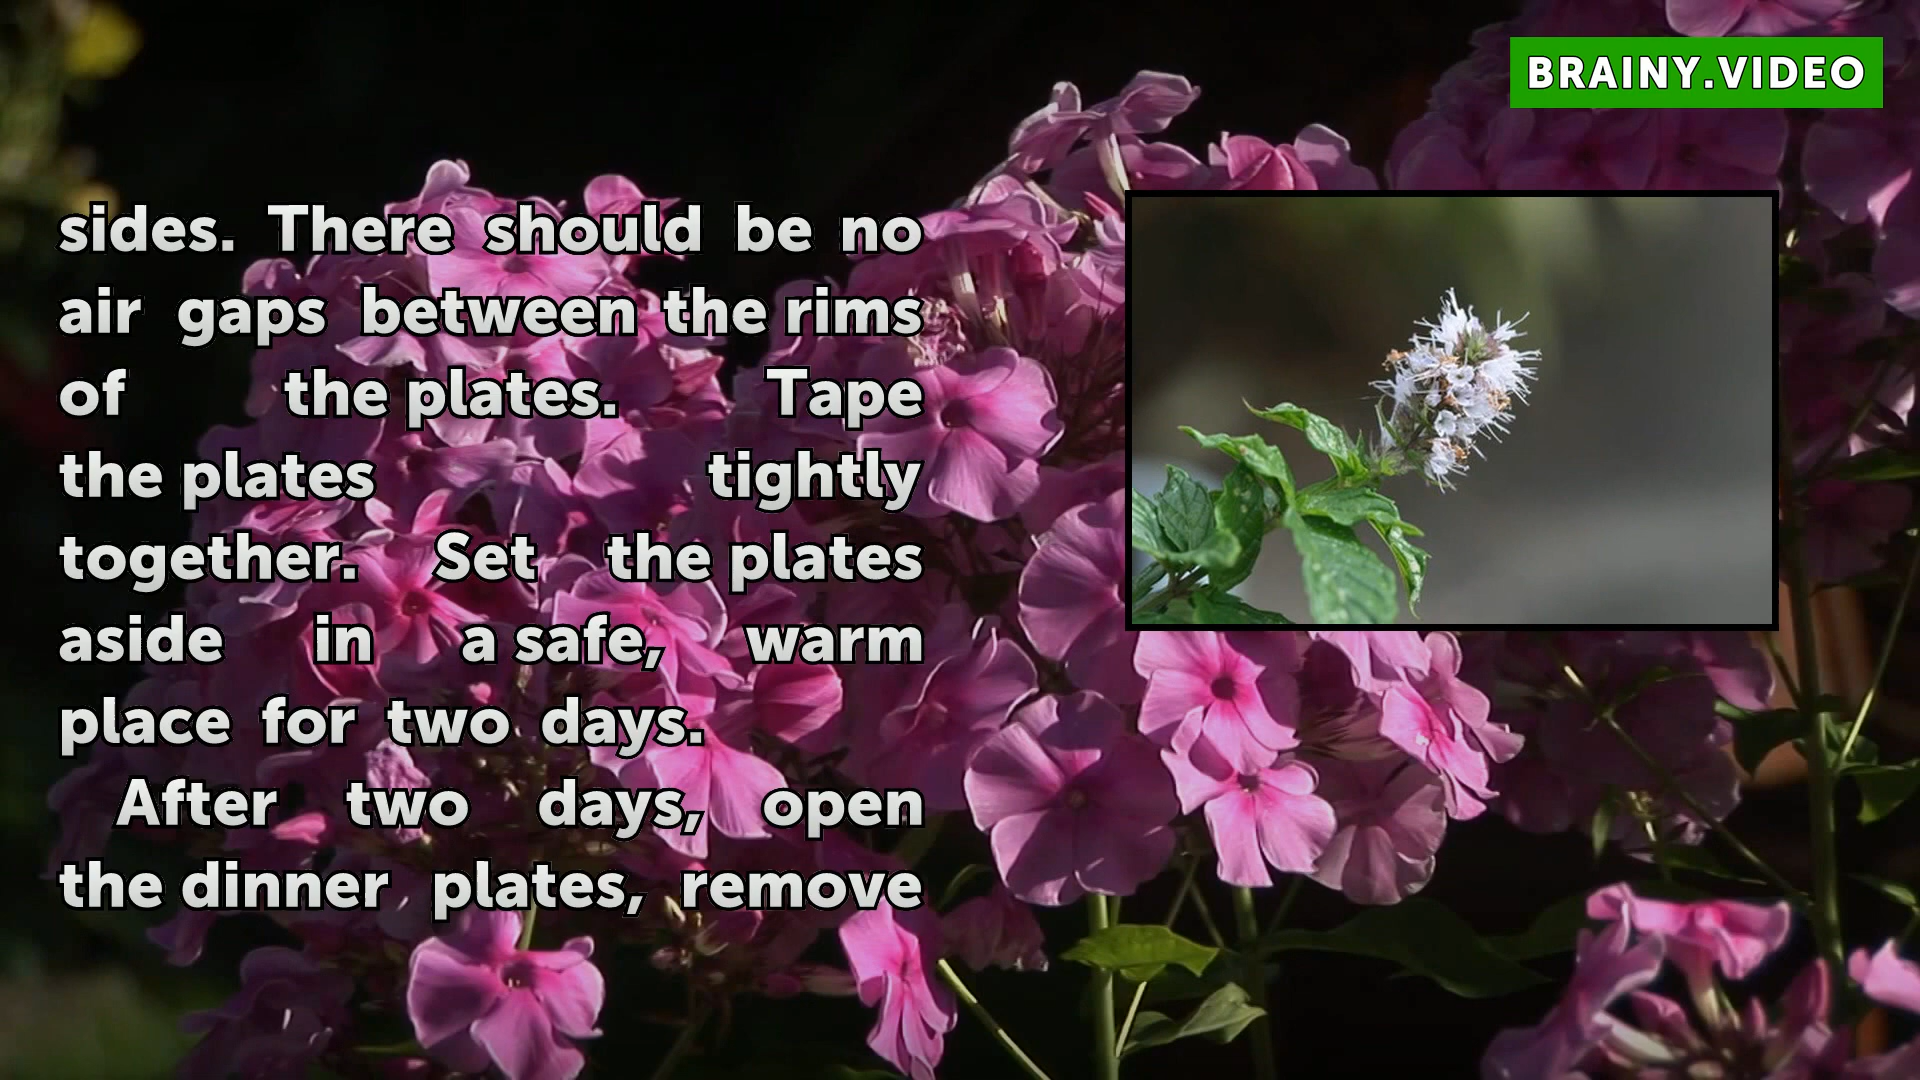 BRAINY.VIDEO
sides. There should be no
air gaps between the rims
of the plates. Tape
the plates tightly
together. Set the plates
aside in a safe, warm
place for two days.
After two days, open
the dinner plates, remove